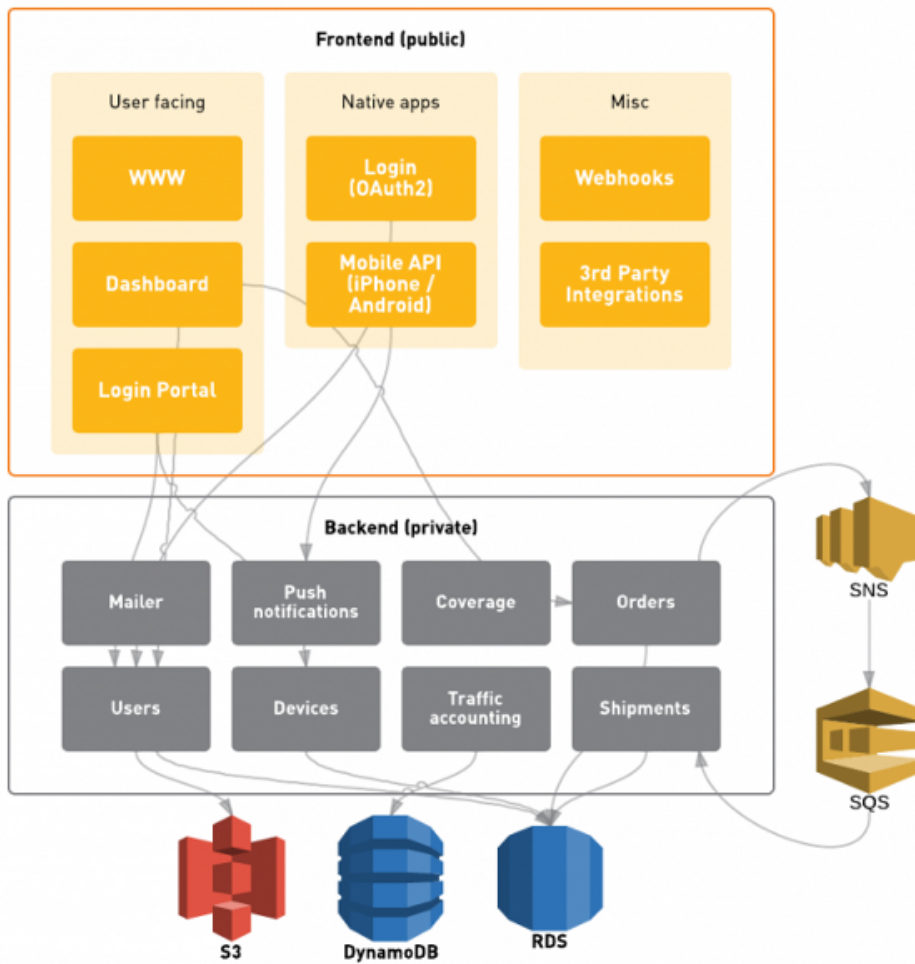 Frontend (public)
User facing
Native apps
Misc
WWW
Login
(OAuth2)
Webhooks
Dashboard
Mobile API
(iPhone /
Android)
3rd Party
Integrations
Login Portal
Backend (private)
Mailer
Push
notifications
Coverage
Orders
SNS
Users
Devices
Traffic
accounting
Shipments
SQS
S3
DynamoDB
RDS